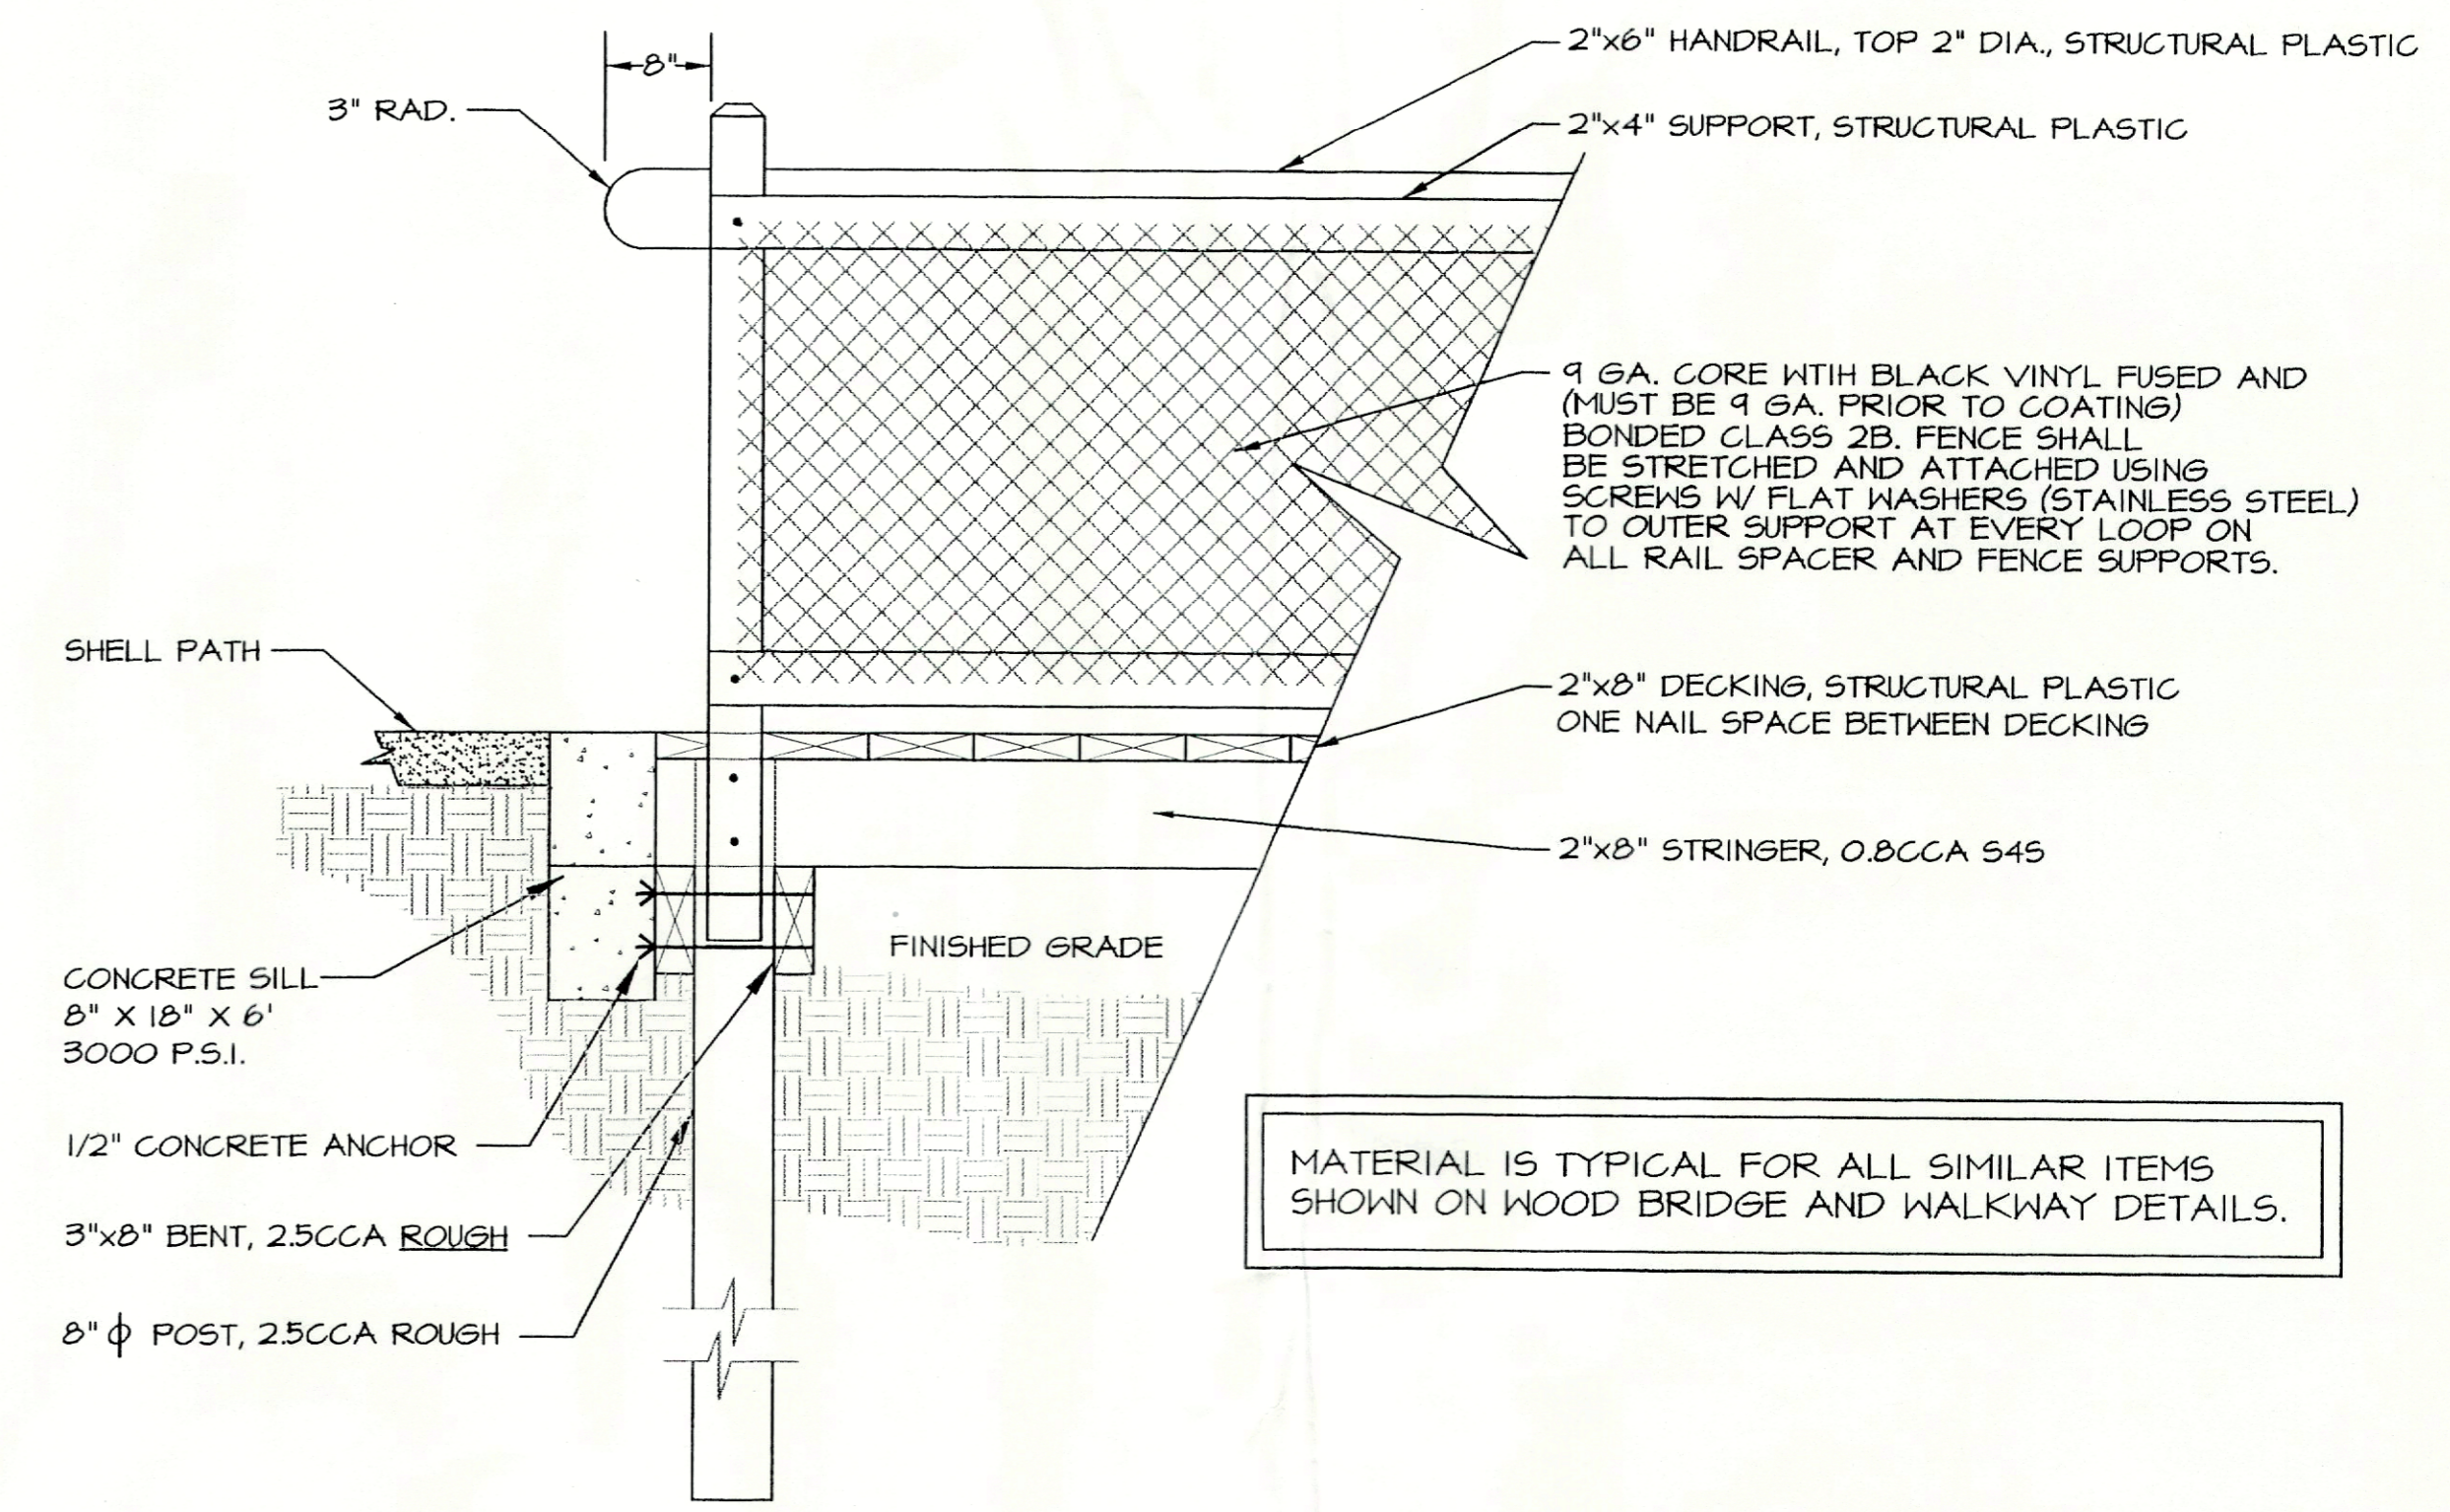 8"
3" RAD.
2"x6" HANDRAIL, TOP 2" DIA., STRUCTURAL PLASTIC
2"x4" SUPPORT, STRUCTURAL PLASTIC
9 GA. CORE WTIH BLACK VINYL FUSED AND
(MUST BE 9 GA. PRIOR TO COATING)
BONDED CLASS 2B. FENCE SHALL
BE STRETCHED AND ATTACHED USING
SCREWS W/ FLAT WASHERS (STAINLESS STEEL)
TO OUTER SUPPORT AT EVERY LOOP ON
ALL RAIL SPACER AND FENCE SUPPORTS.
SHELL PATH
2"x8" DECKING, STRUCTURAL PLASTIC
ONE NAIL SPACE BETWEEN DECKING
2"x8" STRINGER, 0.8CCA S4S
FINISHED GRADE
CONCRETE SILL
8" X 18" X 6'
3000 P.S.I.
1/2" CONCRETE ANCHOR
3"x8" BENT, 2.5CCA ROUGH
8" ϕ POST, 2.5CCA ROUGH
MATERIAL IS TYPICAL FOR ALL SIMILAR ITEMS
SHOWN ON WOOD BRIDGE AND WALKWAY DETAILS.